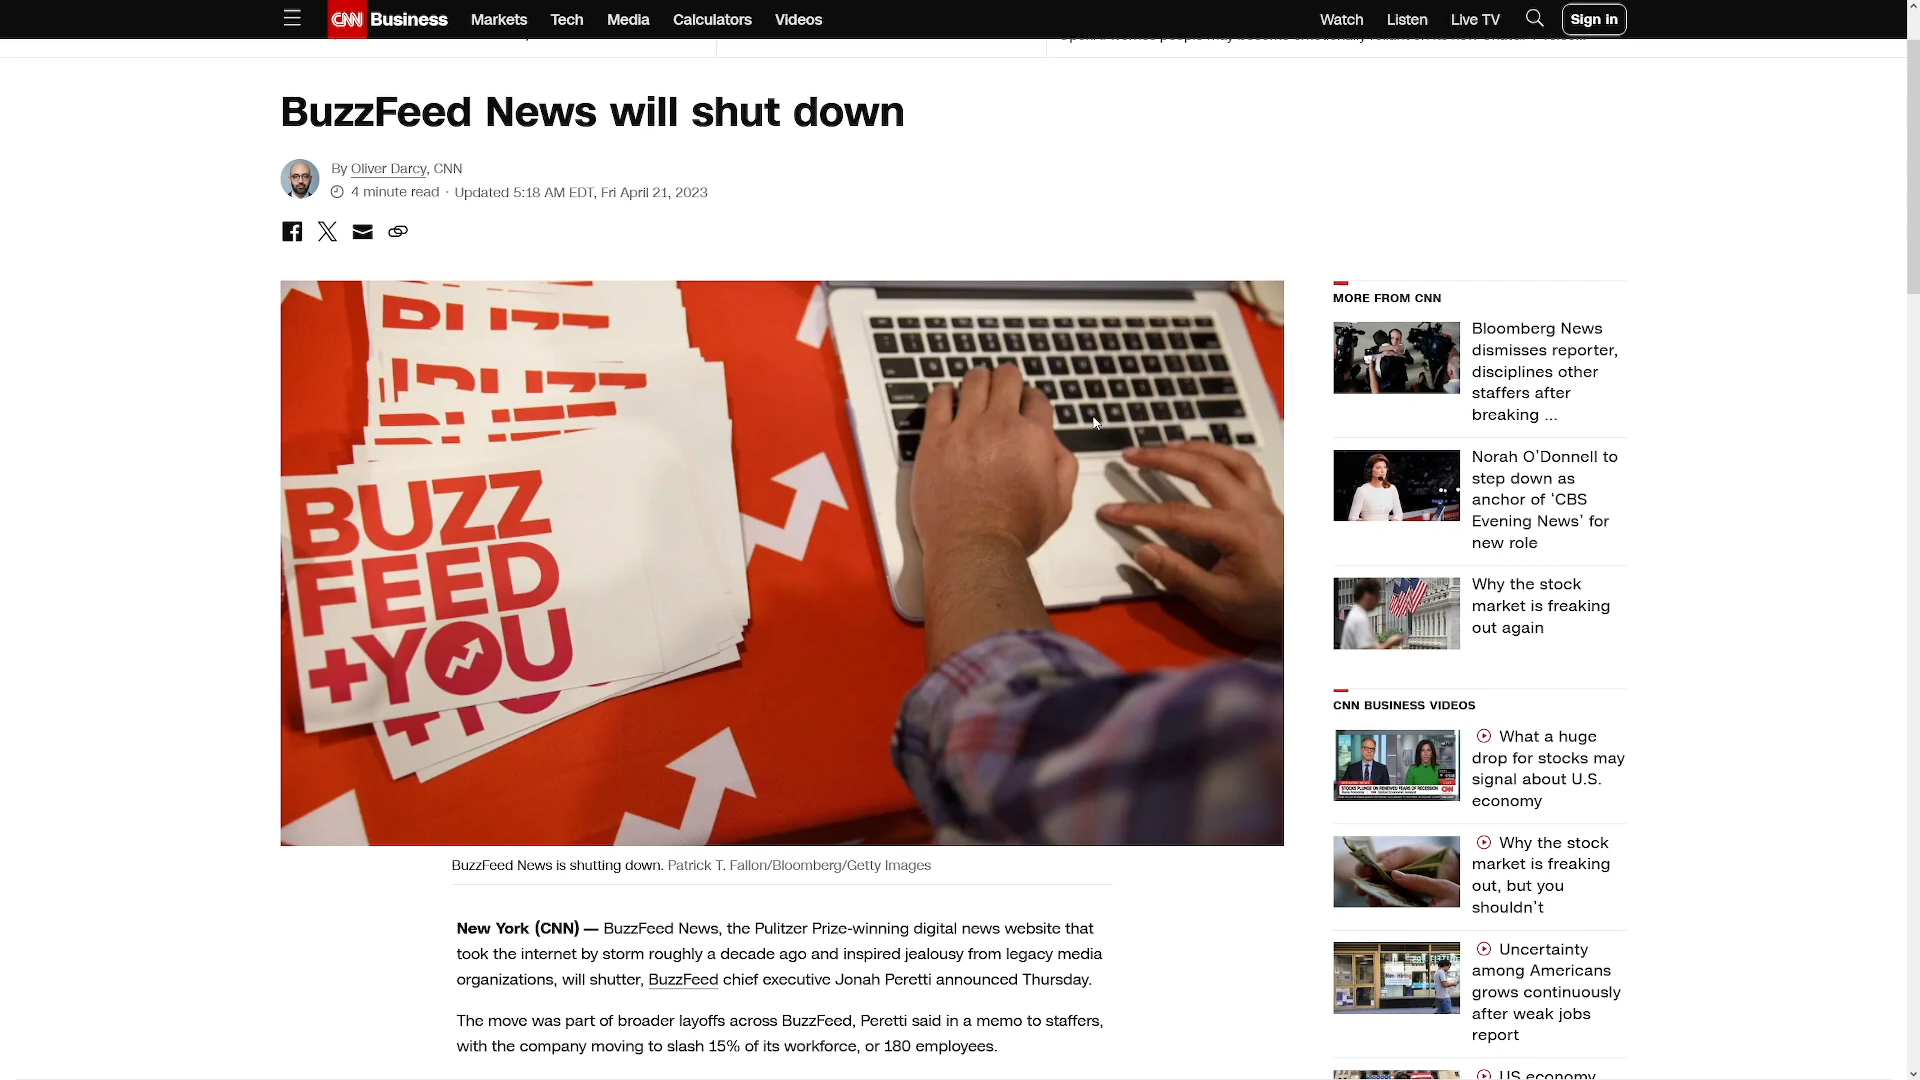 CNN Business Markets Tech Media Calculators Videos Watch Listen Live TV Sign in
BuzzFeed News will shut down
By Oliver Darcy, CNN
4 minute read · Updated 5:18 AM EDT, Fri April 21, 2023
BUZZ
FEED
+YOU
BuzzFeed News is shutting down. Patrick T. Fallon/Bloomberg/Getty Images
New York (CNN) — BuzzFeed News, the Pulitzer Prize-winning digital news website that
took the internet by storm roughly a decade ago and inspired jealousy from legacy media
organizations, will shutter, BuzzFeed chief executive Jonah Peretti announced Thursday.
The move was part of broader layoffs across BuzzFeed, Peretti said in a memo to staffers,
with the company moving to slash 15% of its workforce, or 180 employees.
MORE FROM CNN
Bloomberg News
dismisses reporter,
disciplines other
staffers after
breaking ...
Norah O’Donnell to
step down as
anchor of ‘CBS
Evening News’ for
new role
Why the stock
market is freaking
out again
CNN BUSINESS VIDEOS
What a huge
drop for stocks may
signal about U.S.
economy
STOCKS PLUNGE ON RENEWED FEARS OF RECESSION
CNN
Why the stock
market is freaking
out, but you
shouldn’t
Uncertainty
among Americans
grows continuously
after weak jobs
report
US economy